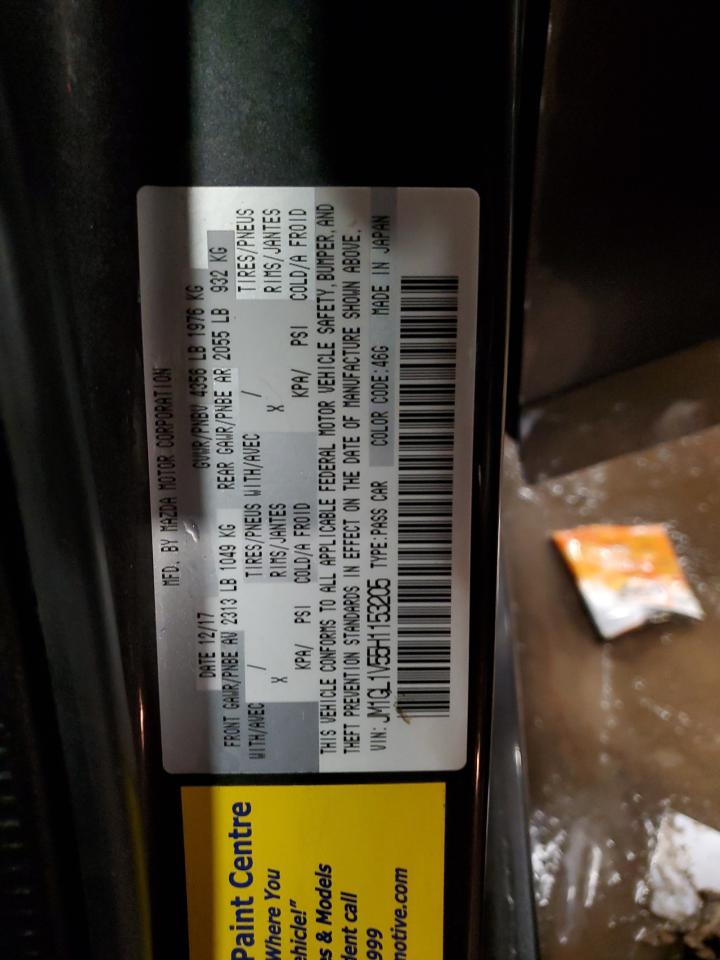 MFD. BY MAZDA MOTOR CORPORATION
DATE 12/17 GVWR/PNBV 4356 LB 1976 KG
FRONT GAWR/PNBE AV 2313 LB 1049 KG REAR GAWR/PNBE AR 2055 LB 932 KG
WITH/AVEC / TIRES/PNEUS WITH/AVEC / TIRES/PNEUS
X RIMS/JANTES X RIMS/JANTES
KPA/ PSI COLD/A FROID KPA/ PSI COLD/A FROID
THIS VEHICLE CONFORMS TO ALL APPLICABLE FEDERAL MOTOR VEHICLE SAFETY, BUMPER, AND
THEFT PREVENTION STANDARDS IN EFFECT ON THE DATE OF MANUFACTURE SHOWN ABOVE.
VIN: TYPE:PASS CAR COLOR CODE:46G MADE IN JAPAN
Paint Centre
Where You
ehicle!"
es & Models
dent call
999
motive.com